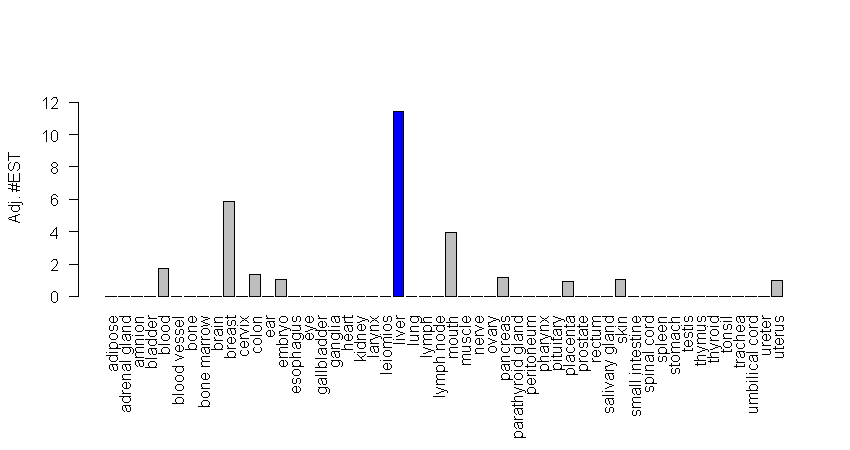 Adj. #EST
12
10
8
6
4
2
0
adipose
adrenal gland
amnion
bladder
blood
blood vessel
bone
bone marrow
brain
breast
cervix
colon
ear
embryo
esophagus
eye
gallbladder
ganglia
heart
kidney
larynx
leiomios
liver
lung
lymph
lymph node
mouth
muscle
nerve
ovary
pancreas
parathyroid gland
peritoneum
pharynx
pituitary
placenta
prostate
rectum
salivary gland
skin
small intestine
spinal cord
spleen
stomach
testis
thymus
thyroid
tonsil
trachea
umbilical cord
ureter
uterus